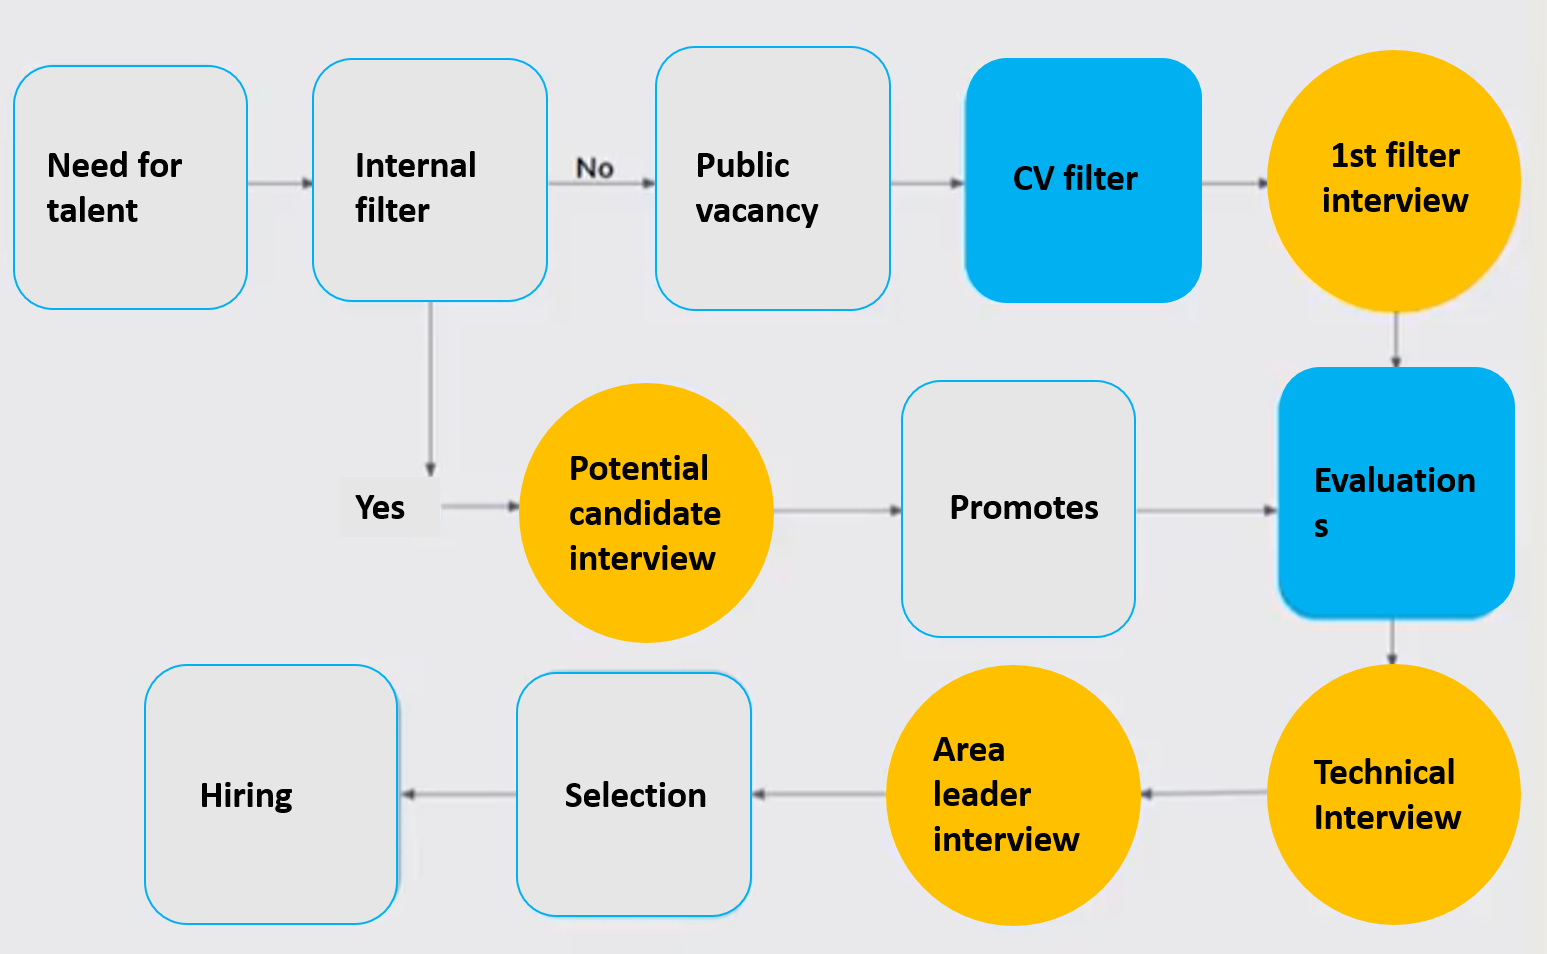 Need for
talent
Internal
filter
No
Public
vacancy
CV filter
1st filter
interview
Yes
Potential
candidate
interview
Promotes
Evaluation
s
Hiring
Selection
Area
leader
interview
Technical
Interview